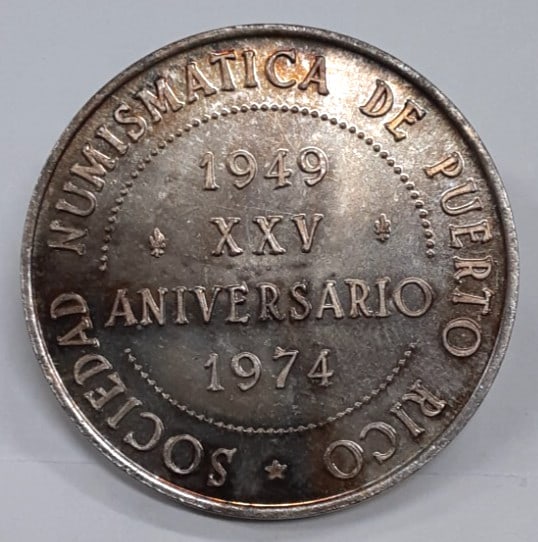 SOCIEDAD NUMISMATICA DE PUERTO RICO
1949
XXV
ANIVERSARIO
1974